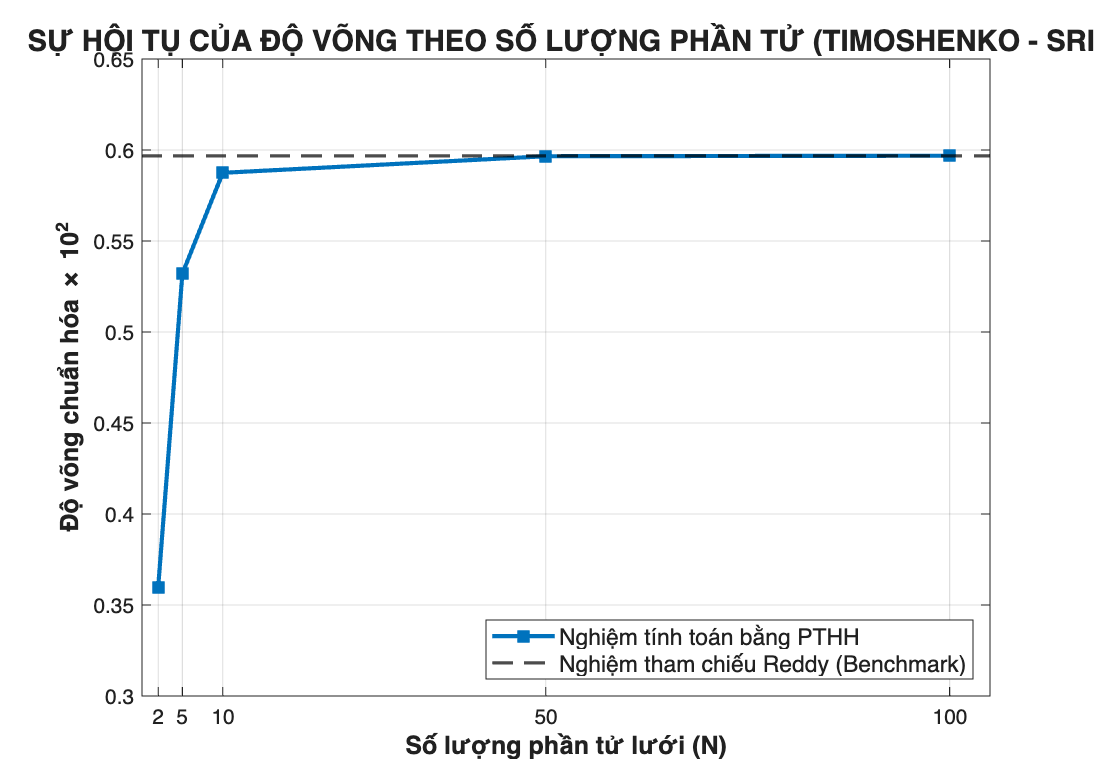 SỰ HỘI TỤ CỦA ĐỘ VÕNG THEO SỐ LƯỢNG PHẦN TỬ (TIMOSHENKO - SRI
0.65
0.6
0.55
0.5
0.45
0.4
0.35
0.3
Độ võng chuẩn hóa × 10²
Nghiệm tính toán bằng PTHH
Nghiệm tham chiếu Reddy (Benchmark)
2 5 10 50 100
Số lượng phần tử lưới (N)